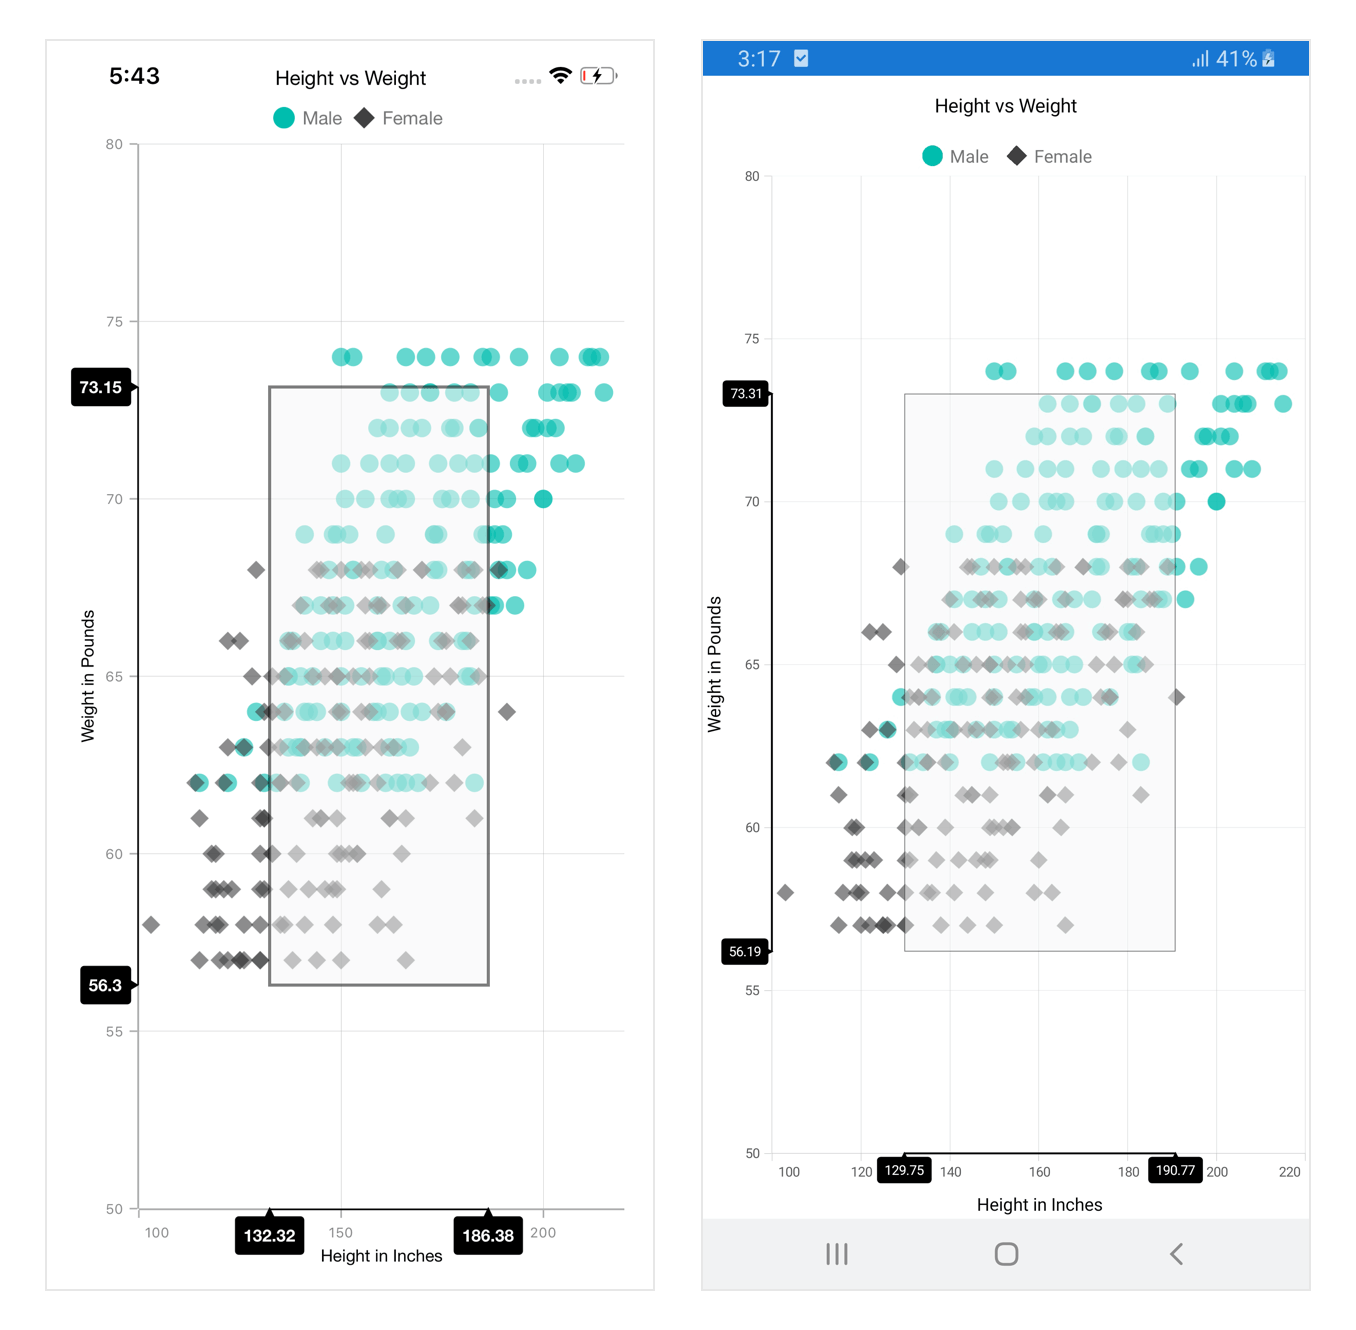 5:43
Height vs Weight
Male Female
80
75
73.15
70
65
60
56.3
55
50
Weight in Pounds
100 132.32 150 186.38 200
Height in Inches
3:17 41%
Height vs Weight
Male Female
80
75
73.31
70
65
60
56.19
55
50
Weight in Pounds
100 120 129.75 140 160 180 190.77 200 220
Height in Inches